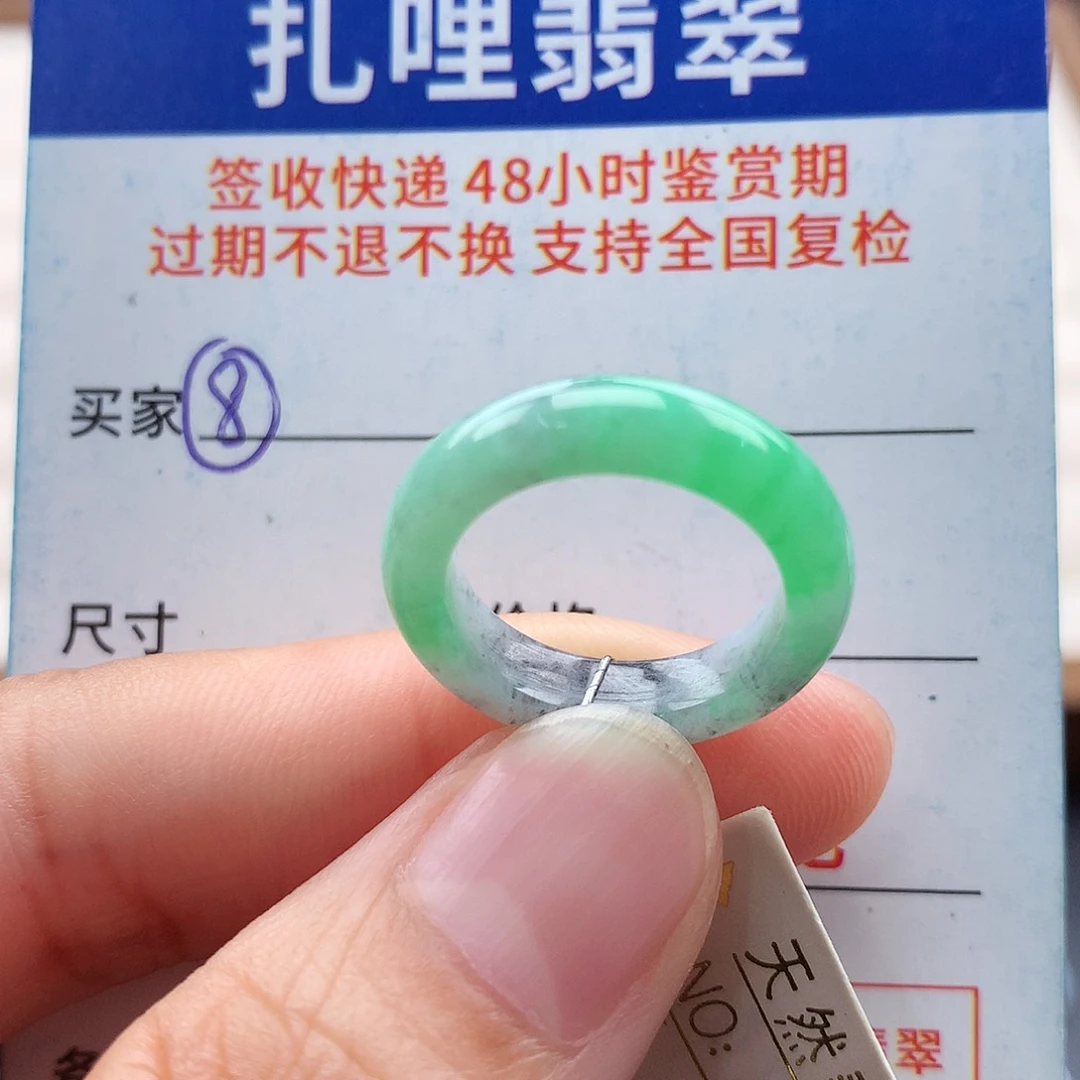 扎哩翡翠
签收快递 48小时鉴赏期
过期不退不换 支持全国复检
买家 8
尺寸
天然
NO:
翠